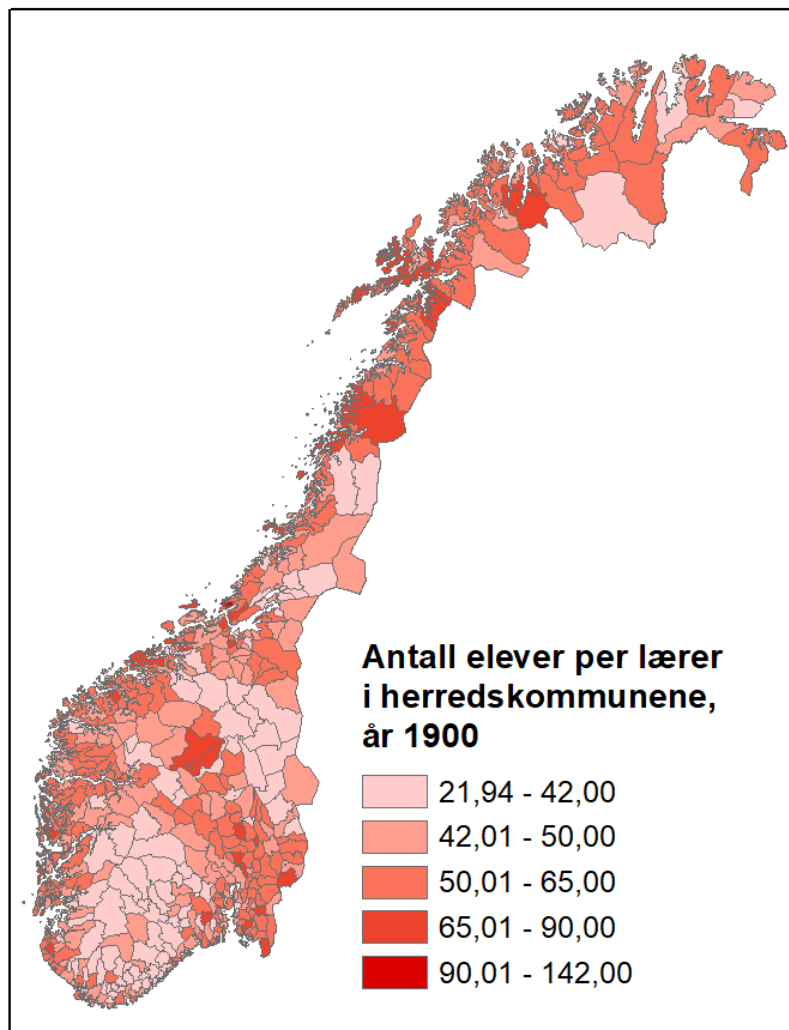 Antall elever per lærer
i herredskommunene,
år 1900
21,94 - 42,00
42,01 - 50,00
50,01 - 65,00
65,01 - 90,00
90,01 - 142,00